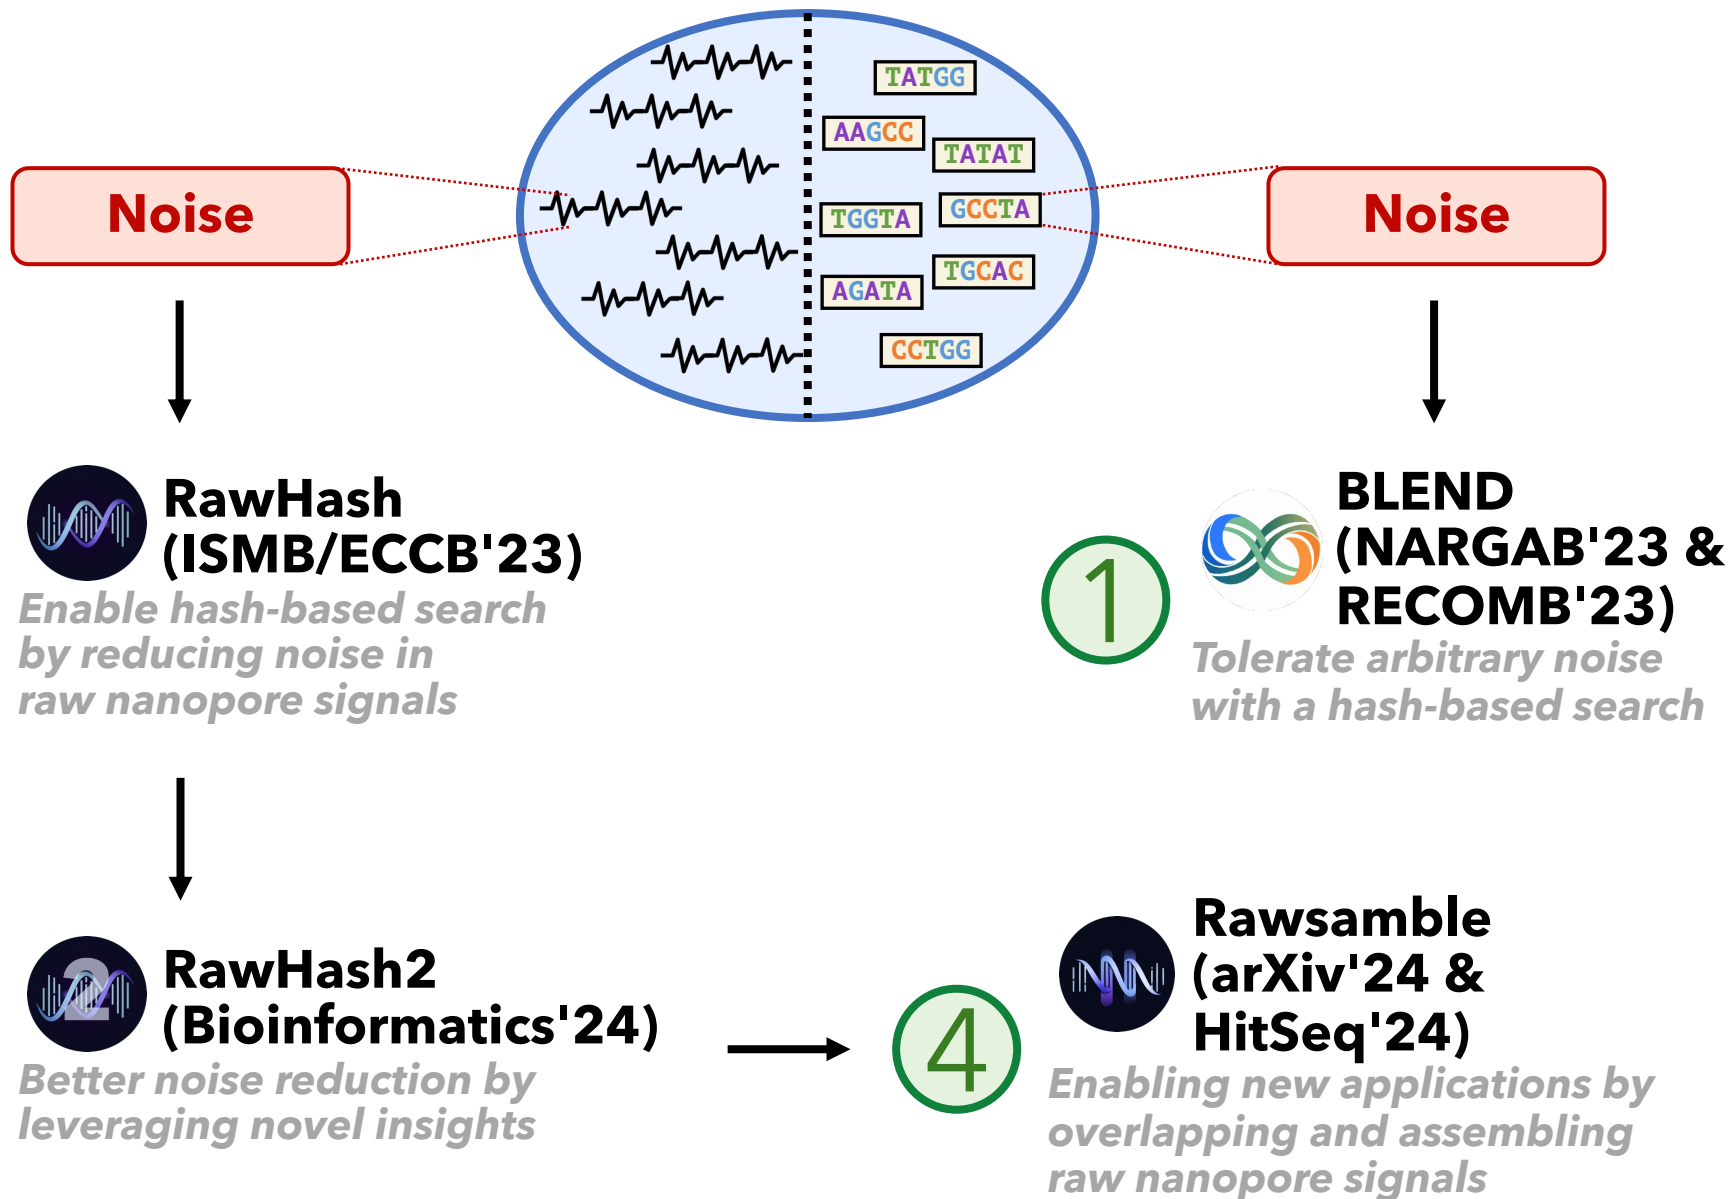 TATGG
AAGCC
TATAT
TGGTA
GCCTA
TGCAC
AGATA
CCTGG
Noise
Noise
RawHash
(ISMB/ECCB'23)
Enable hash-based search
by reducing noise in
raw nanopore signals
1
BLEND
(NARGAB'23 &
RECOMB'23)
Tolerate arbitrary noise
with a hash-based search
2
RawHash2
(Bioinformatics'24)
Better noise reduction by
leveraging novel insights
4
Rawsamble
(arXiv'24 &
HitSeq'24)
Enabling new applications by
overlapping and assembling
raw nanopore signals